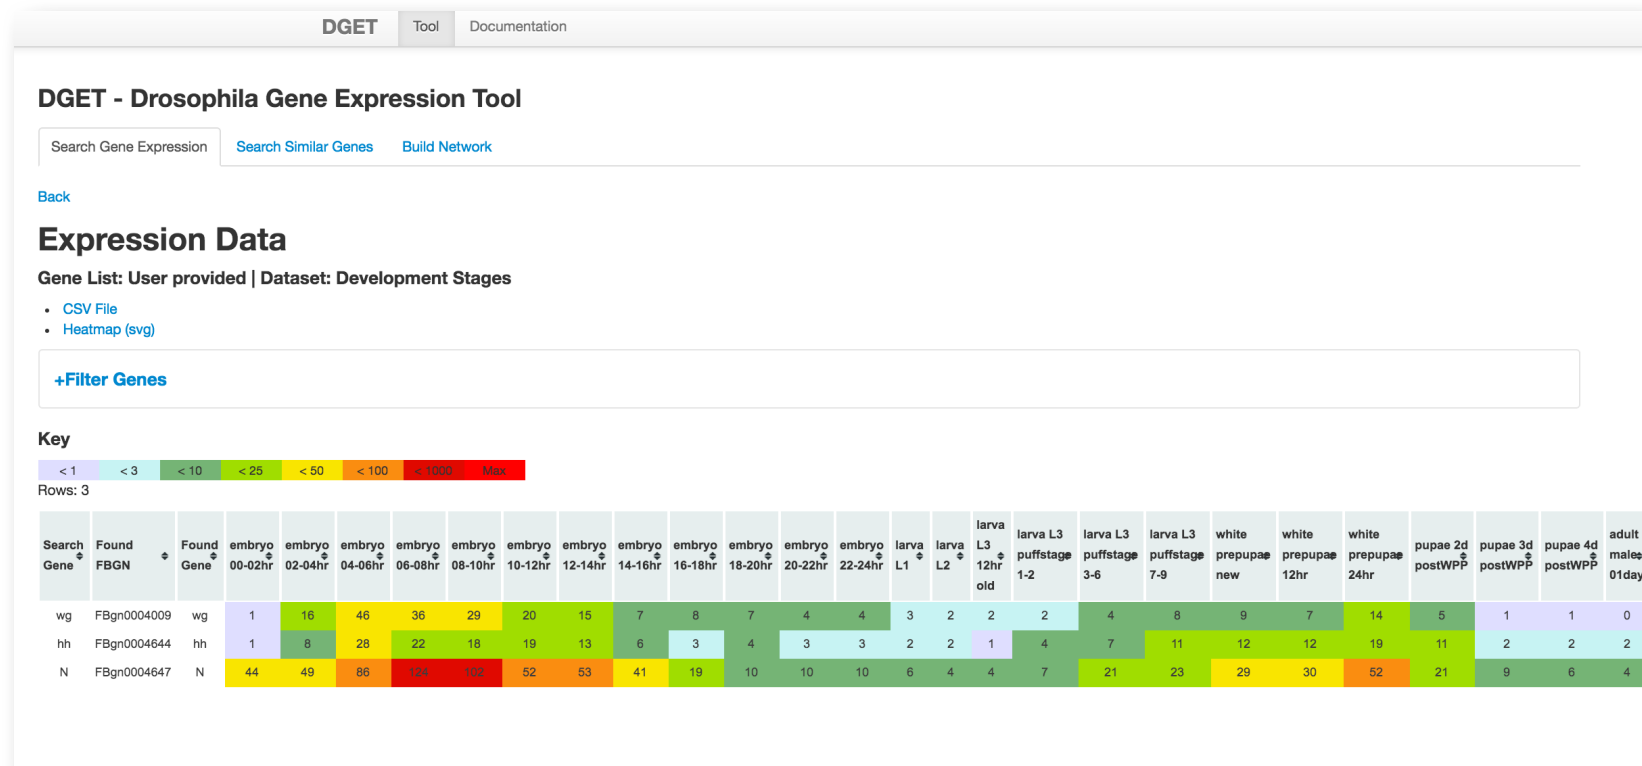 DGET Tool Documentation
DGET - Drosophila Gene Expression Tool
Search Gene Expression Search Similar Genes Build Network
Back
Expression Data
Gene List: User provided | Dataset: Development Stages
• CSV File
• Heatmap (svg)
+Filter Genes
Key
< 1 < 3 < 10 < 25 < 50 < 100 < 1000 Max
Rows: 3
Search Gene Found FBGN Found Gene embryo 00-02hr embryo 02-04hr embryo 04-06hr embryo 06-08hr embryo 08-10hr embryo 10-12hr embryo 12-14hr embryo 14-16hr embryo 16-18hr embryo 18-20hr embryo 20-22hr embryo 22-24hr larva L1 larva L2 larva L3 12hr old larva L3 puffstage 1-2 larva L3 puffstage 3-6 larva L3 puffstage 7-9 white prepupae new white prepupae 12hr white prepupae 24hr pupae 2d postWPP pupae 3d postWPP pupae 4d postWPP adult male 01day
wg FBgn0004009 wg 1 16 46 36 29 20 15 7 8 7 4 4 3 2 2 2 4 8 9 7 14 5 1 1 0
hh FBgn0004644 hh 1 8 28 22 18 19 13 6 3 4 3 3 2 2 1 4 7 11 12 12 19 11 2 2 2
N FBgn0004647 N 44 49 86 124 102 52 53 41 19 10 10 10 6 4 4 7 21 23 29 30 52 21 9 6 4